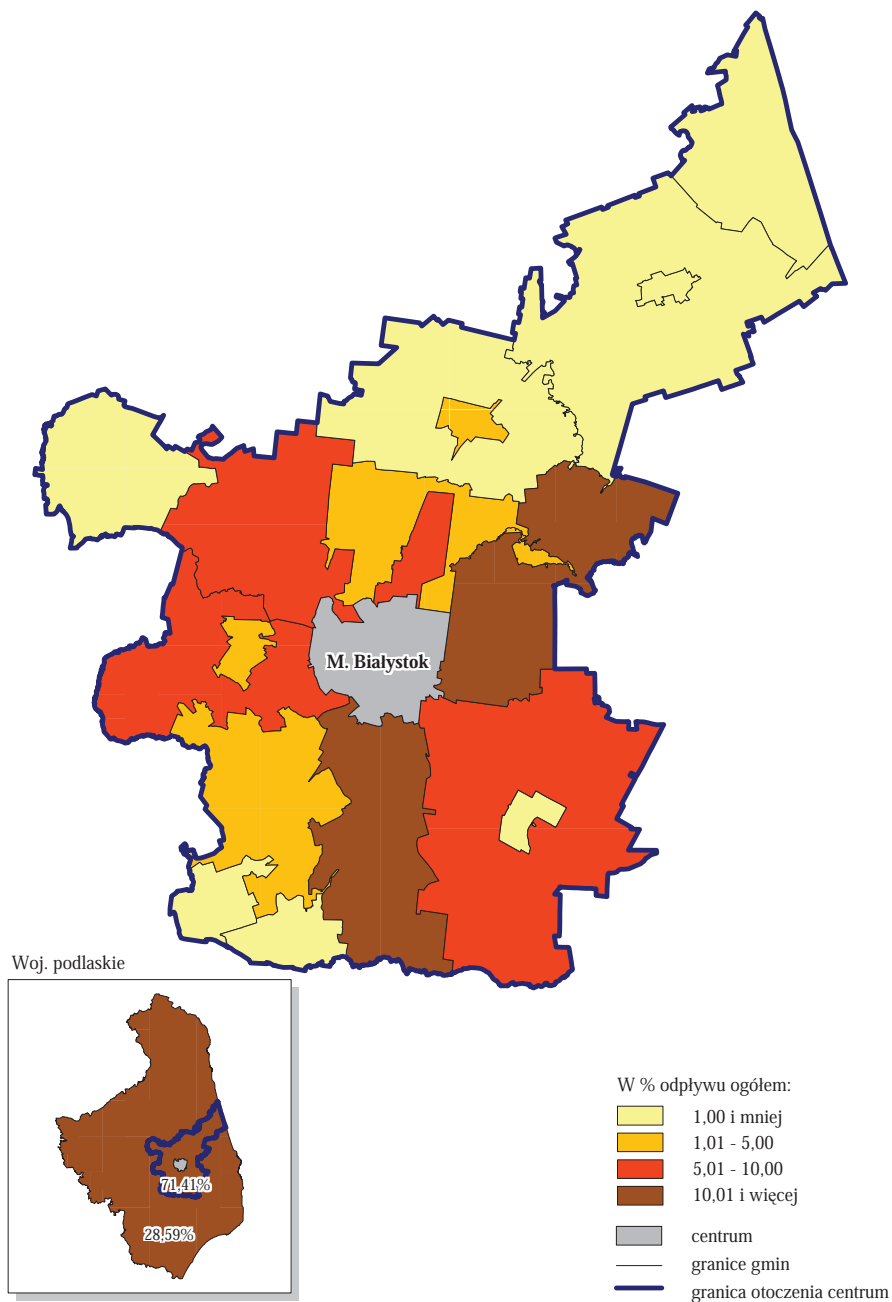 M. Białystok
Woj. podlaskie
71,41%
28,59%
W % odpływu ogółem:
1,00 i mniej
1,01 - 5,00
5,01 - 10,00
10,01 i więcej
centrum
granice gmin
granica otoczenia centrum